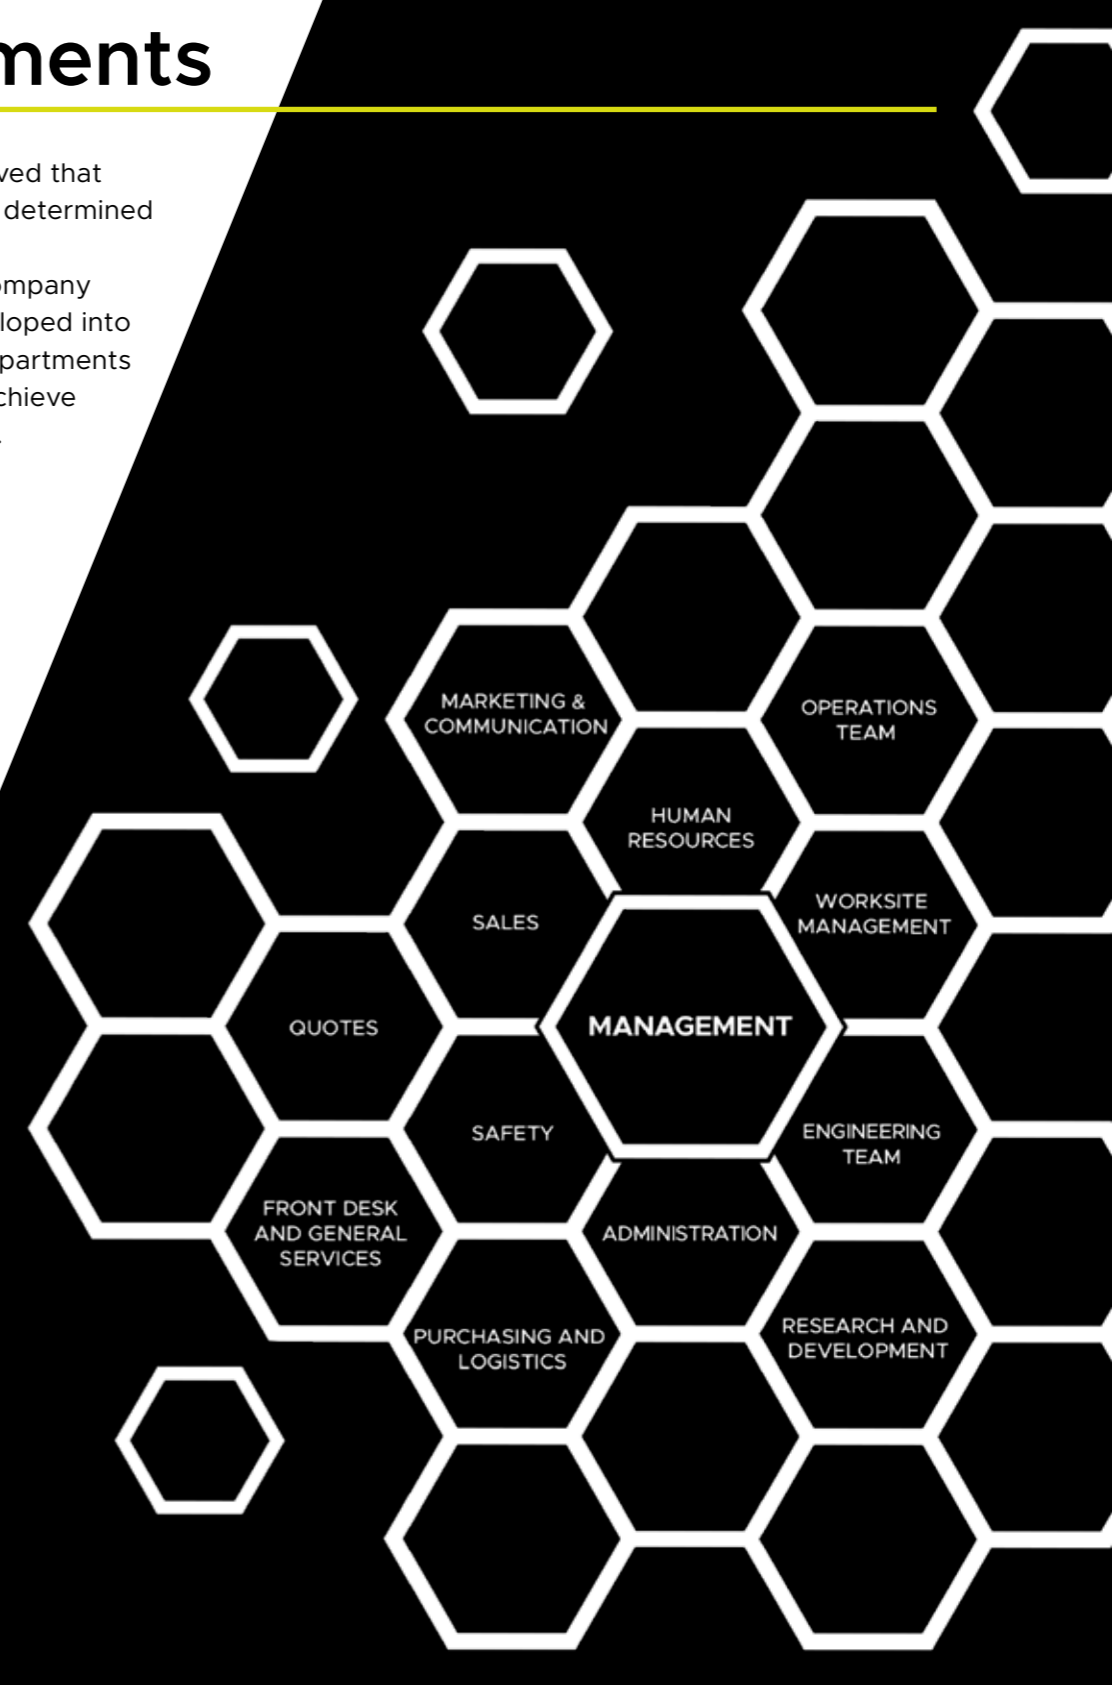 ments
ved that
determined
ompany
loped into
partments
chieve
.
MARKETING &
COMMUNICATION
OPERATIONS
TEAM
HUMAN
RESOURCES
SALES
WORKSITE
MANAGEMENT
QUOTES
MANAGEMENT
SAFETY
ENGINEERING
TEAM
FRONT DESK
AND GENERAL
SERVICES
ADMINISTRATION
PURCHASING AND
LOGISTICS
RESEARCH AND
DEVELOPMENT